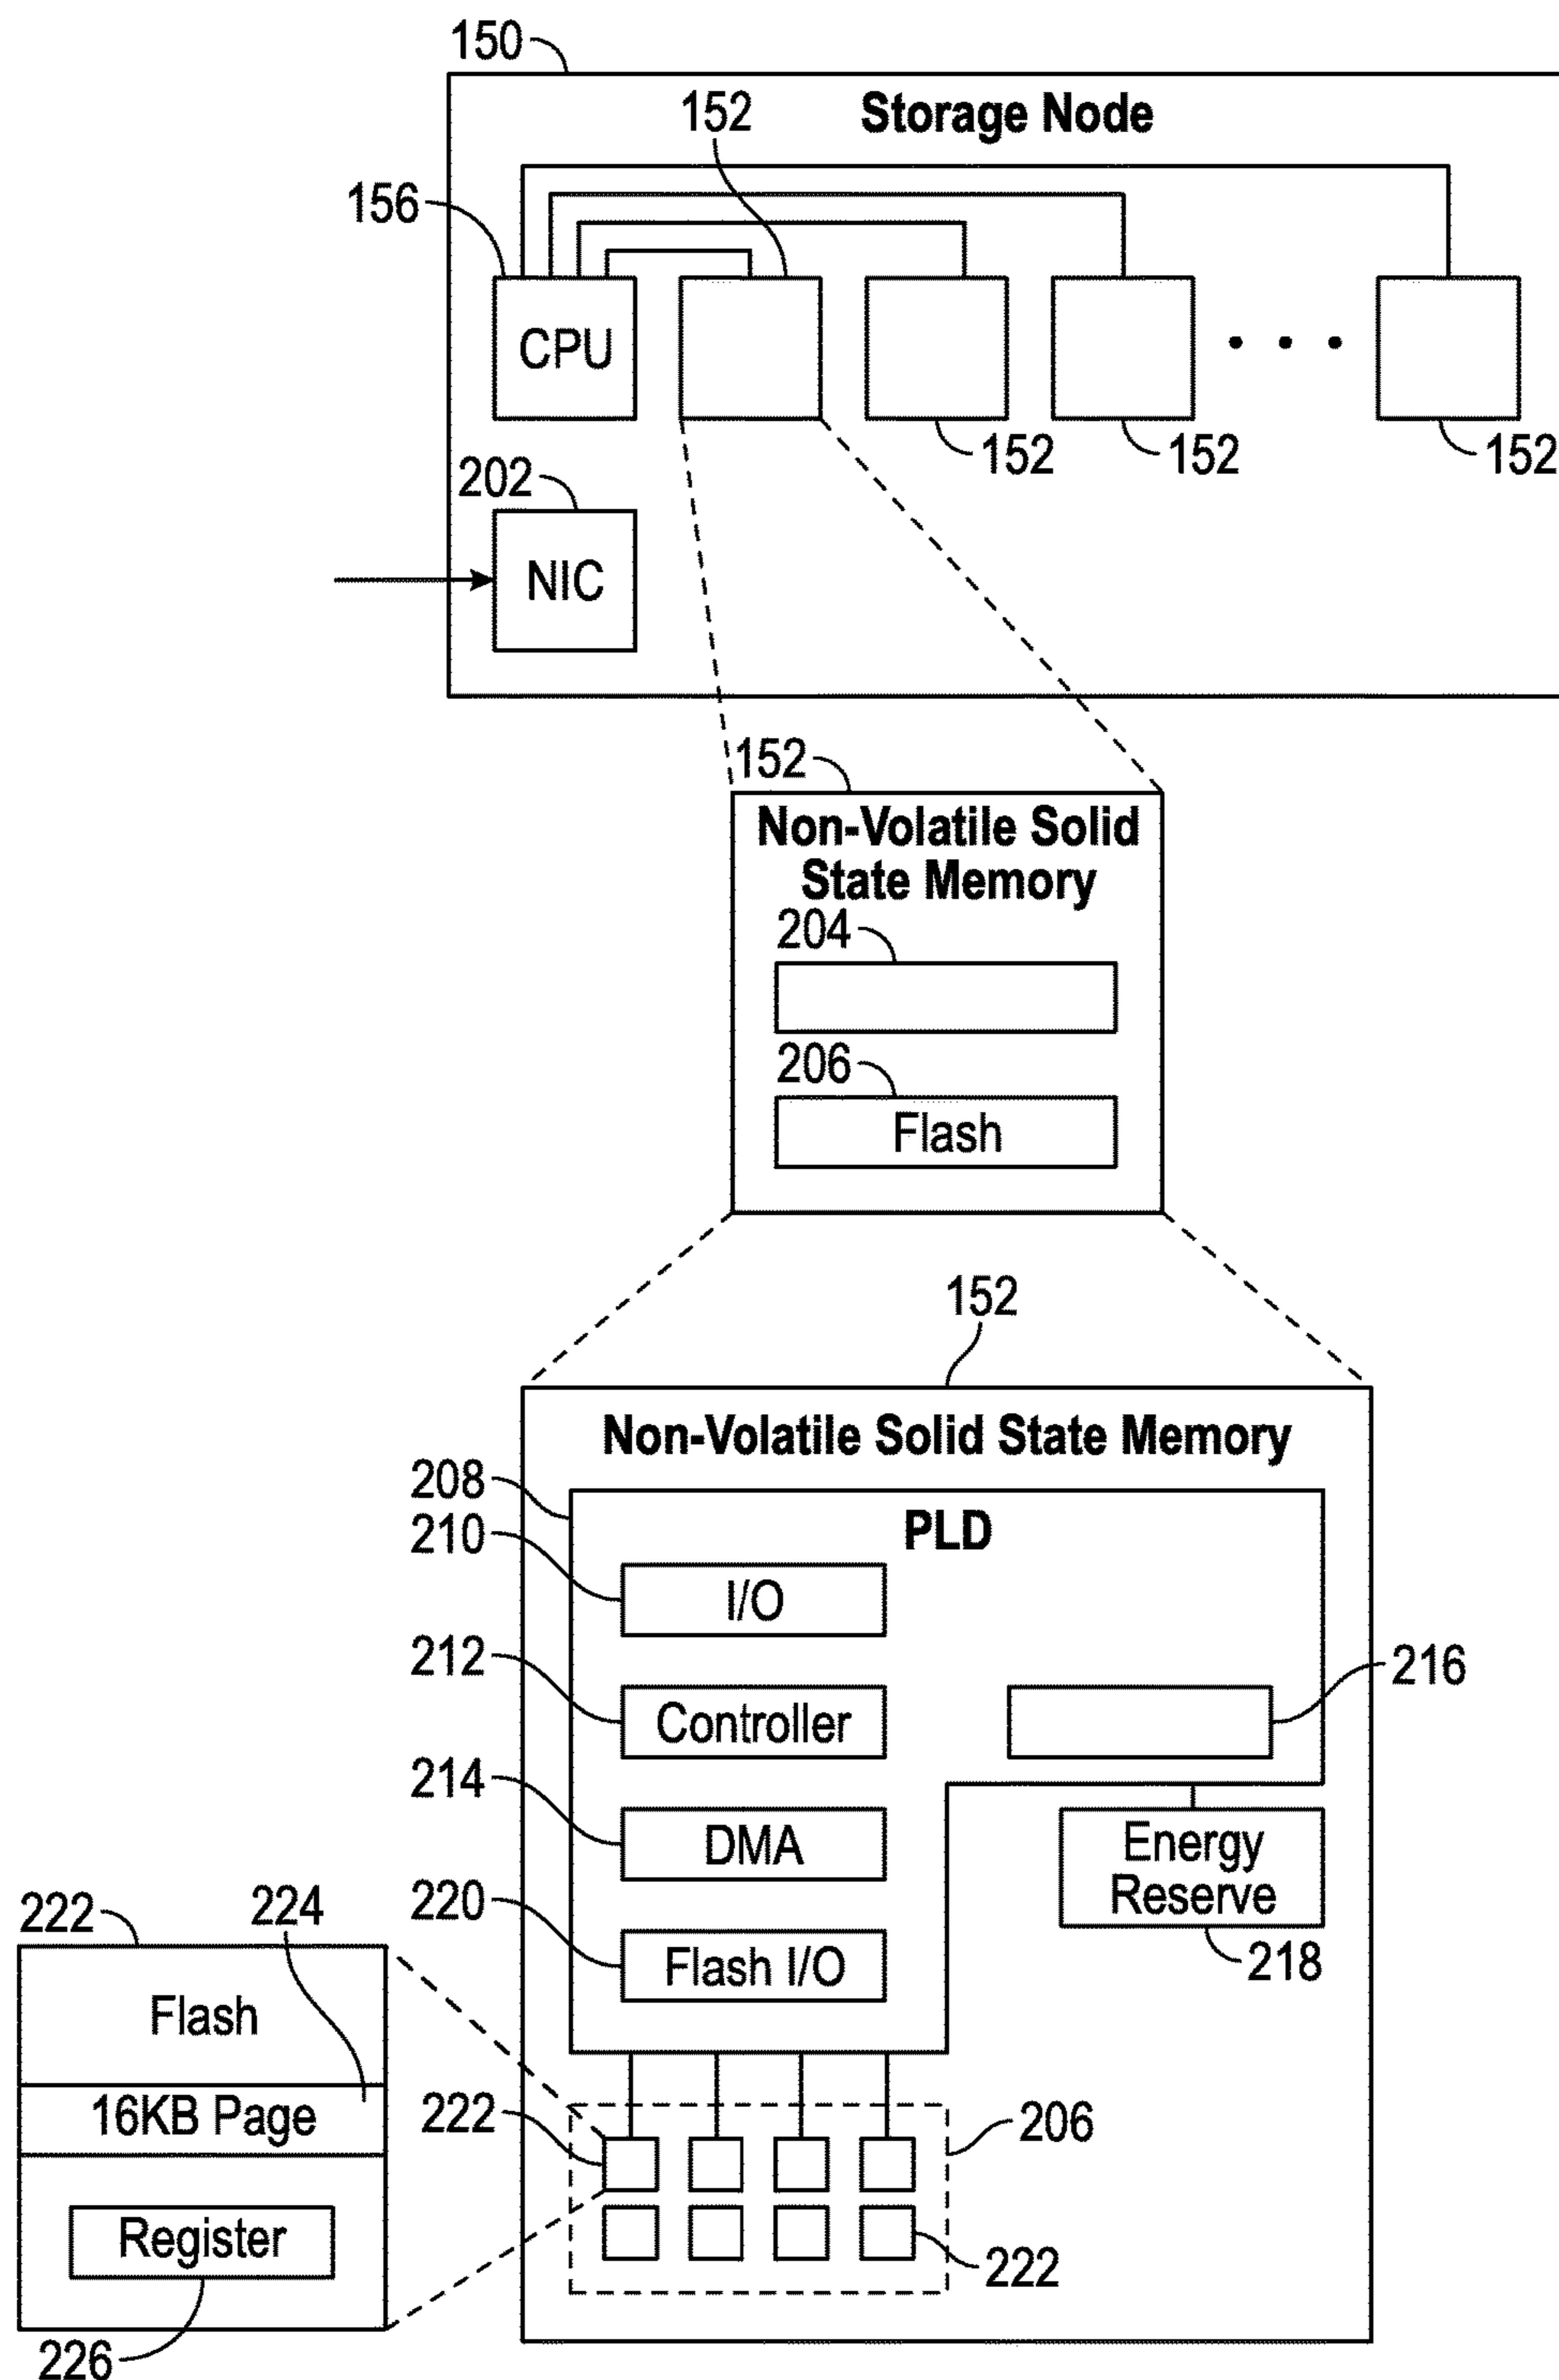 150
Storage Node
152
156
CPU
152
152
152
202
NIC
152
Non-Volatile Solid
State Memory
204
206
Flash
152
Non-Volatile Solid State Memory
208
PLD
210
I/O
212
Controller
216
214
DMA
Energy
Reserve
218
220
Flash I/O
222
224
Flash
16KB Page
Register
226
222
206
222